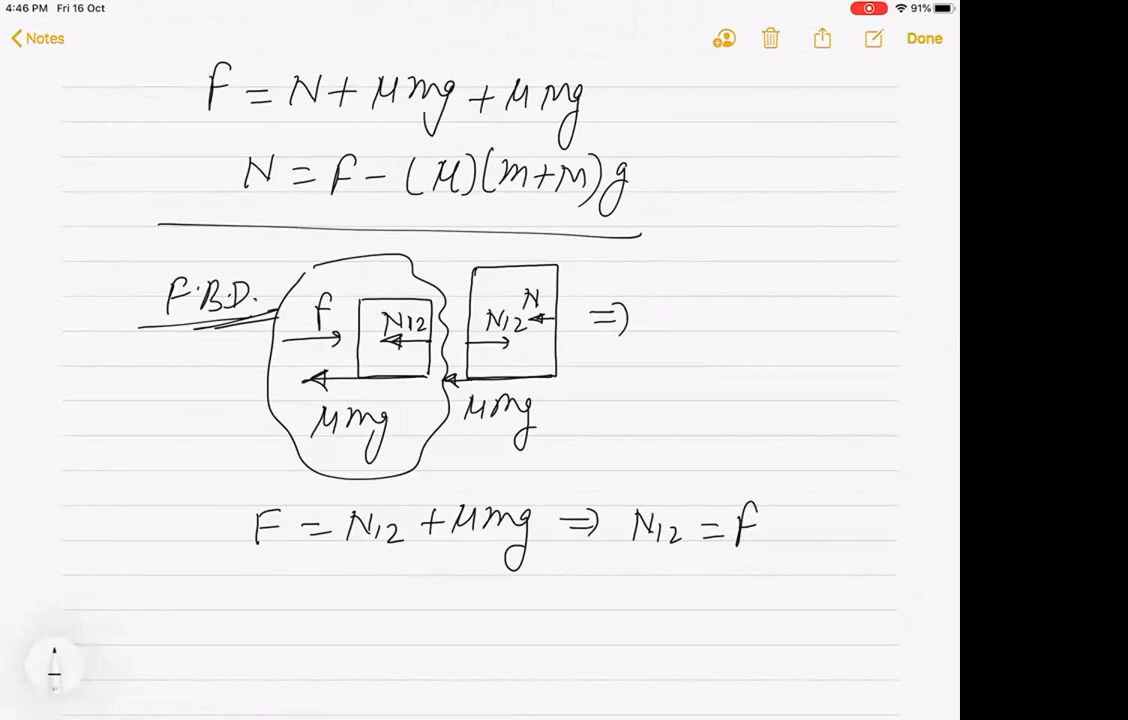 4:46 PM Fri 16 Oct
91%
Notes
Done
F = N + μmg + μmg
N = F - (μ)(m+M)g
F.B.D.
F
N12
N12
N
=>
μmg
μmg
F = N12 + μmg => N12 = F